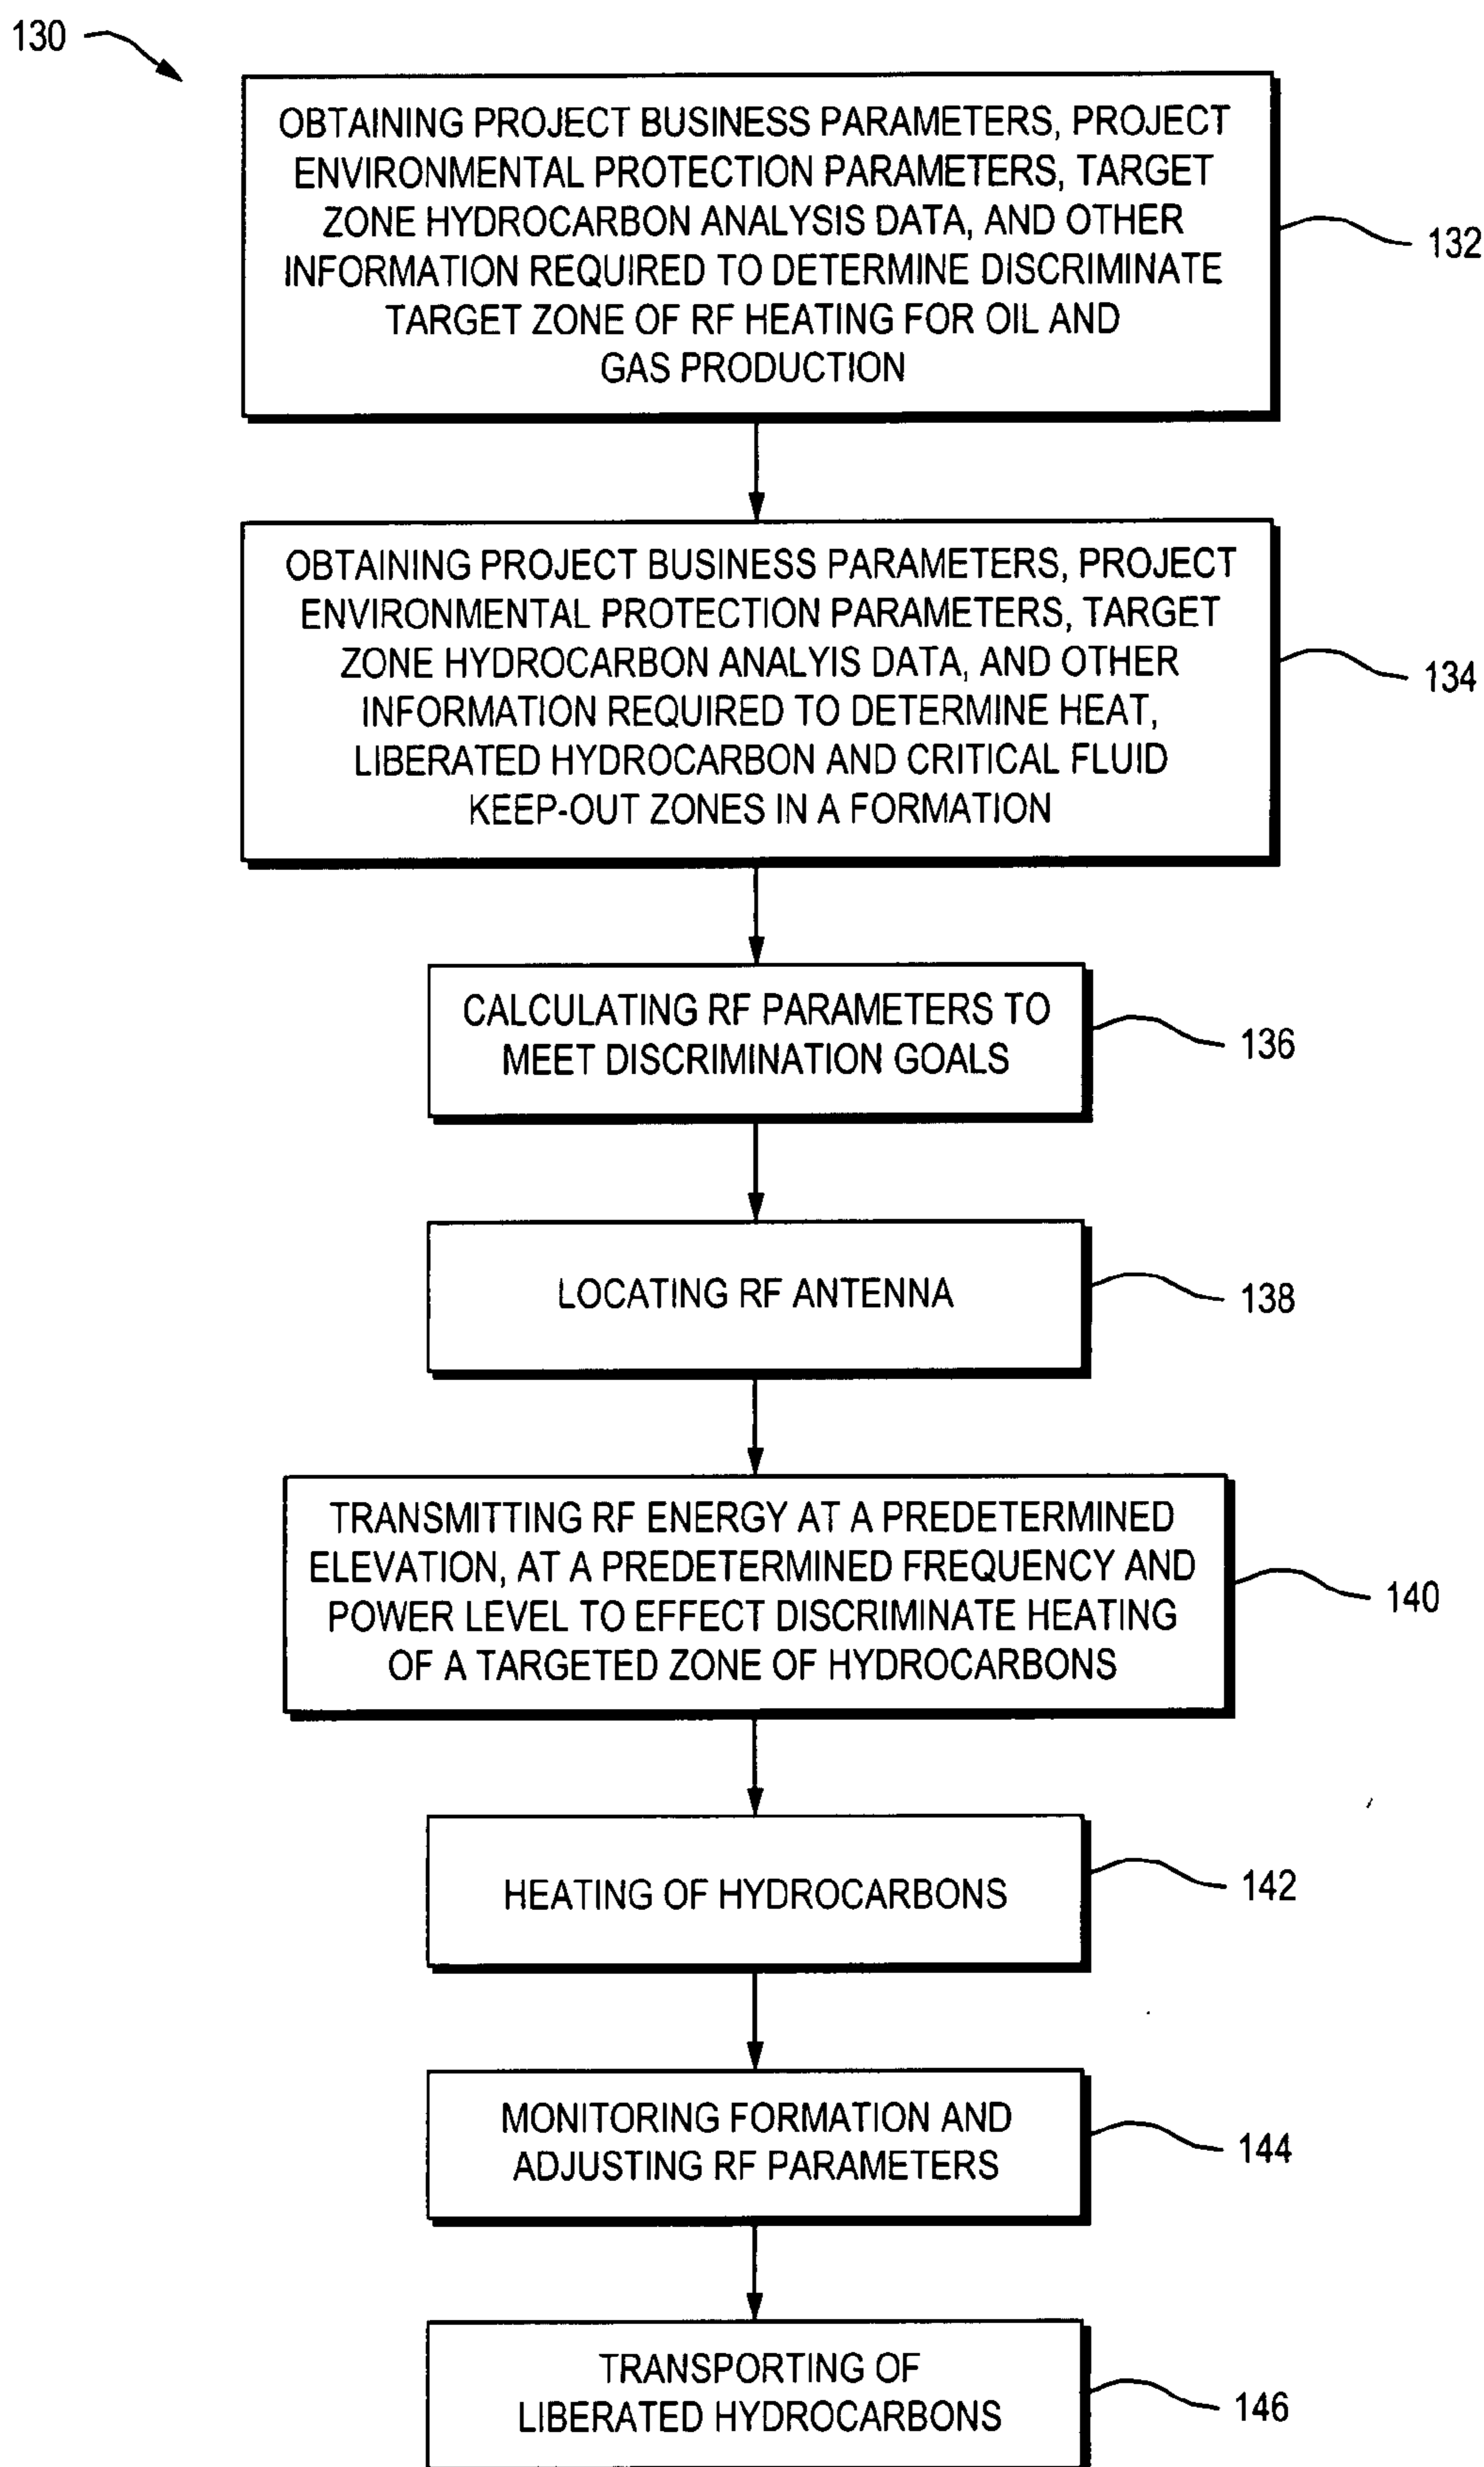 130
OBTAINING PROJECT BUSINESS PARAMETERS, PROJECT
ENVIRONMENTAL PROTECTION PARAMETERS, TARGET
ZONE HYDROCARBON ANALYSIS DATA, AND OTHER
INFORMATION REQUIRED TO DETERMINE DISCRIMINATE
TARGET ZONE OF RF HEATING FOR OIL AND
GAS PRODUCTION
132
OBTAINING PROJECT BUSINESS PARAMETERS, PROJECT
ENVIRONMENTAL PROTECTION PARAMETERS, TARGET
ZONE HYDROCARBON ANALYIS DATA, AND OTHER
INFORMATION REQUIRED TO DETERMINE HEAT,
LIBERATED HYDROCARBON AND CRITICAL FLUID
KEEP-OUT ZONES IN A FORMATION
134
CALCULATING RF PARAMETERS TO
MEET DISCRIMINATION GOALS
136
LOCATING RF ANTENNA
138
TRANSMITTING RF ENERGY AT A PREDETERMINED
ELEVATION, AT A PREDETERMINED FREQUENCY AND
POWER LEVEL TO EFFECT DISCRIMINATE HEATING
OF A TARGETED ZONE OF HYDROCARBONS
140
HEATING OF HYDROCARBONS
142
MONITORING FORMATION AND
ADJUSTING RF PARAMETERS
144
TRANSPORTING OF
LIBERATED HYDROCARBONS
146